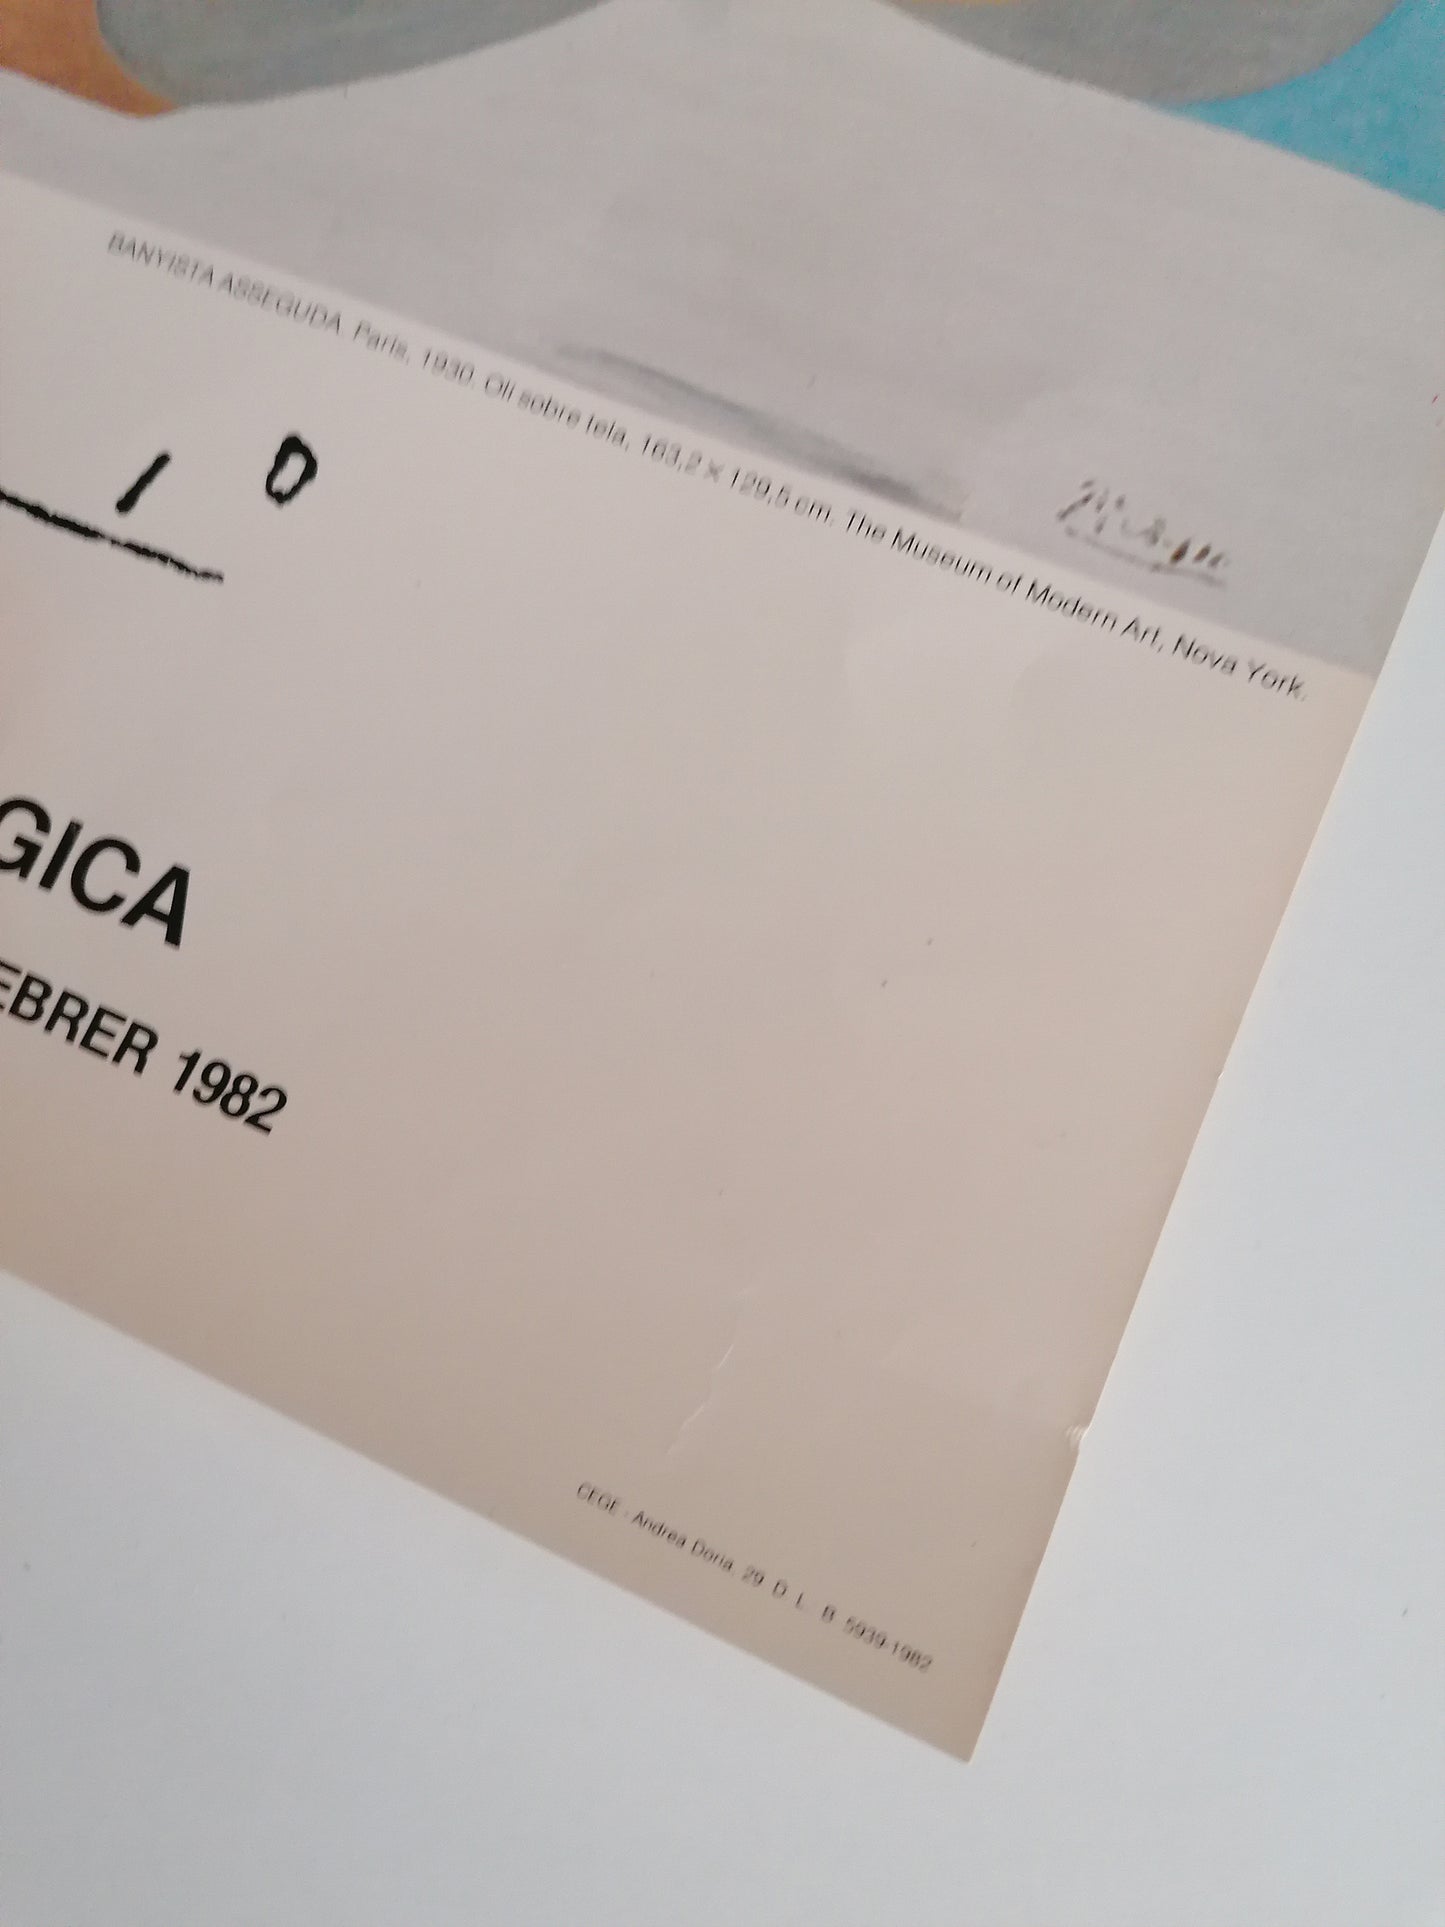 Picasso
BANYISTA ASSEGUDA. París, 1930. Oli sobre tela, 163,2 × 129,5 cm. The Museum of Modern Art, Nova York.
GICA
EBRER 1982
CEGE - Andrea Doria, 29 D L B 5939-1982